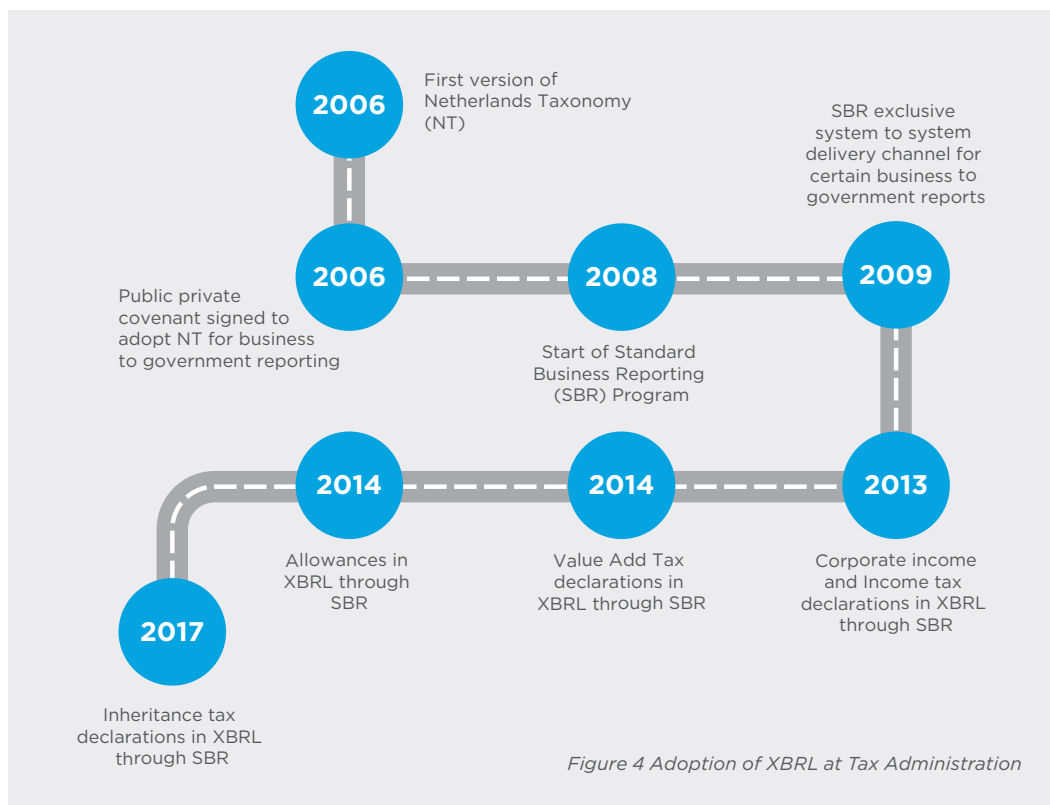 2006
First version of
Netherlands Taxonomy
(NT)
2006
Public private
covenant signed to
adopt NT for business
to government reporting
2008
Start of Standard
Business Reporting
(SBR) Program
2009
SBR exclusive
system to system
delivery channel for
certain business to
government reports
2013
Corporate income
and Income tax
declarations in XBRL
through SBR
2014
Value Add Tax
declarations in
XBRL through SBR
2014
Allowances in
XBRL through
SBR
2017
Inheritance tax
declarations in XBRL
through SBR
Figure 4 Adoption of XBRL at Tax Administration